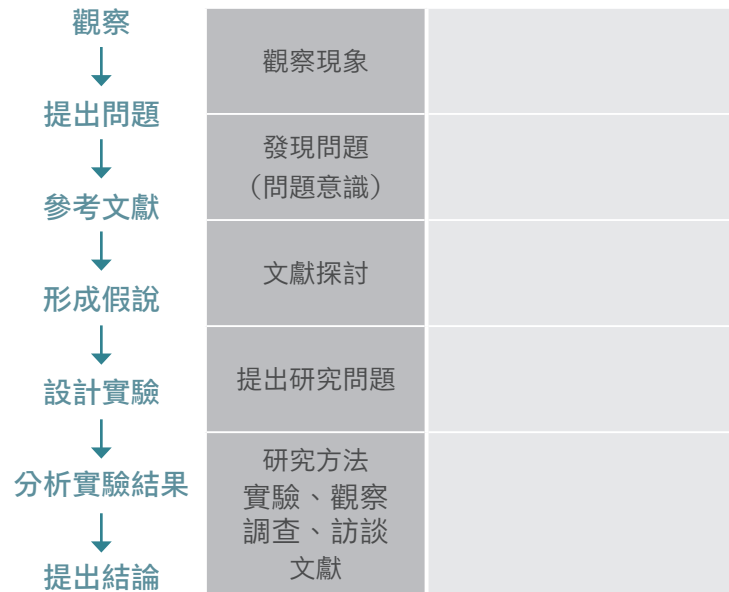 觀察
提出問題
參考文獻
形成假說
設計實驗
分析實驗結果
提出結論
觀察現象
發現問題
（問題意識）
文獻探討
提出研究問題
研究方法
實驗、觀察
調查、訪談
文獻